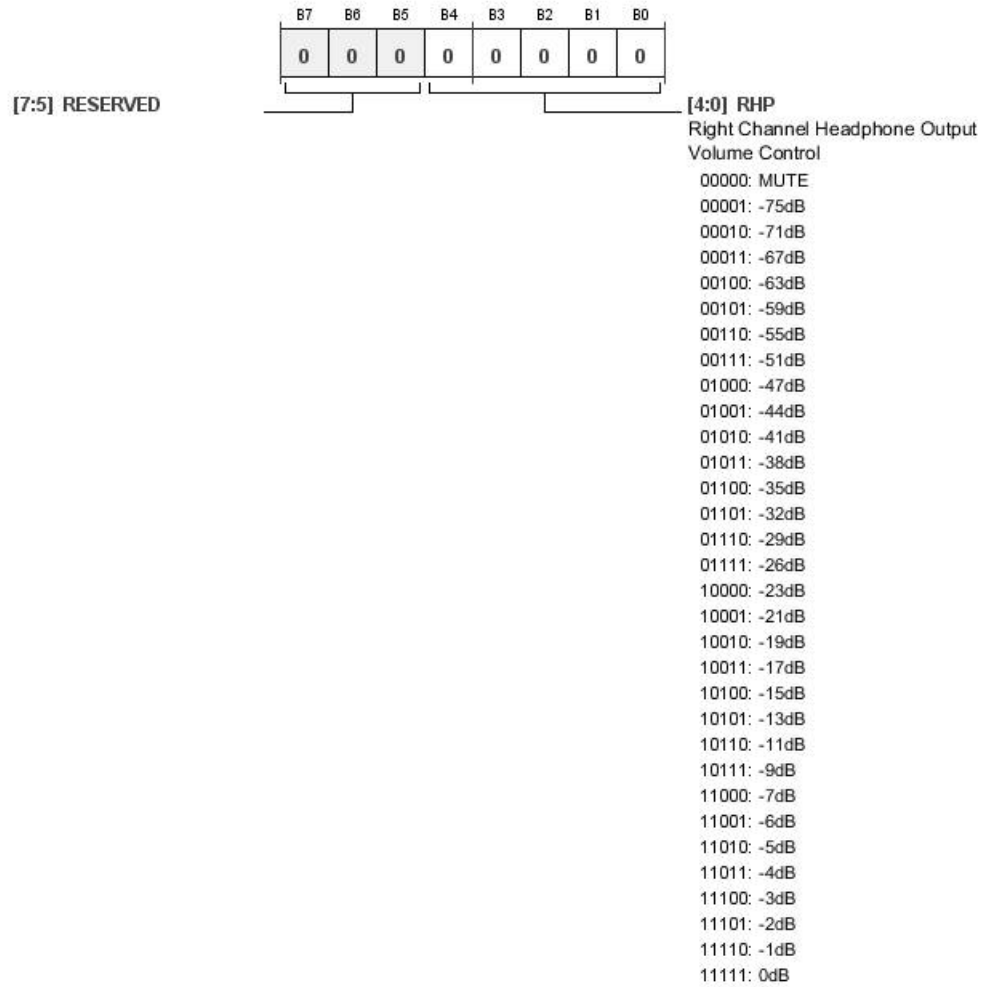 B7 B6 B5 B4 B3 B2 B1 B0
0 0 0 0 0 0 0 0
[7:5] RESERVED
[4:0] RHP
Right Channel Headphone Output
Volume Control
00000: MUTE
00001: -75dB
00010: -71dB
00011: -67dB
00100: -63dB
00101: -59dB
00110: -55dB
00111: -51dB
01000: -47dB
01001: -44dB
01010: -41dB
01011: -38dB
01100: -35dB
01101: -32dB
01110: -29dB
01111: -26dB
10000: -23dB
10001: -21dB
10010: -19dB
10011: -17dB
10100: -15dB
10101: -13dB
10110: -11dB
10111: -9dB
11000: -7dB
11001: -6dB
11010: -5dB
11011: -4dB
11100: -3dB
11101: -2dB
11110: -1dB
11111: 0dB